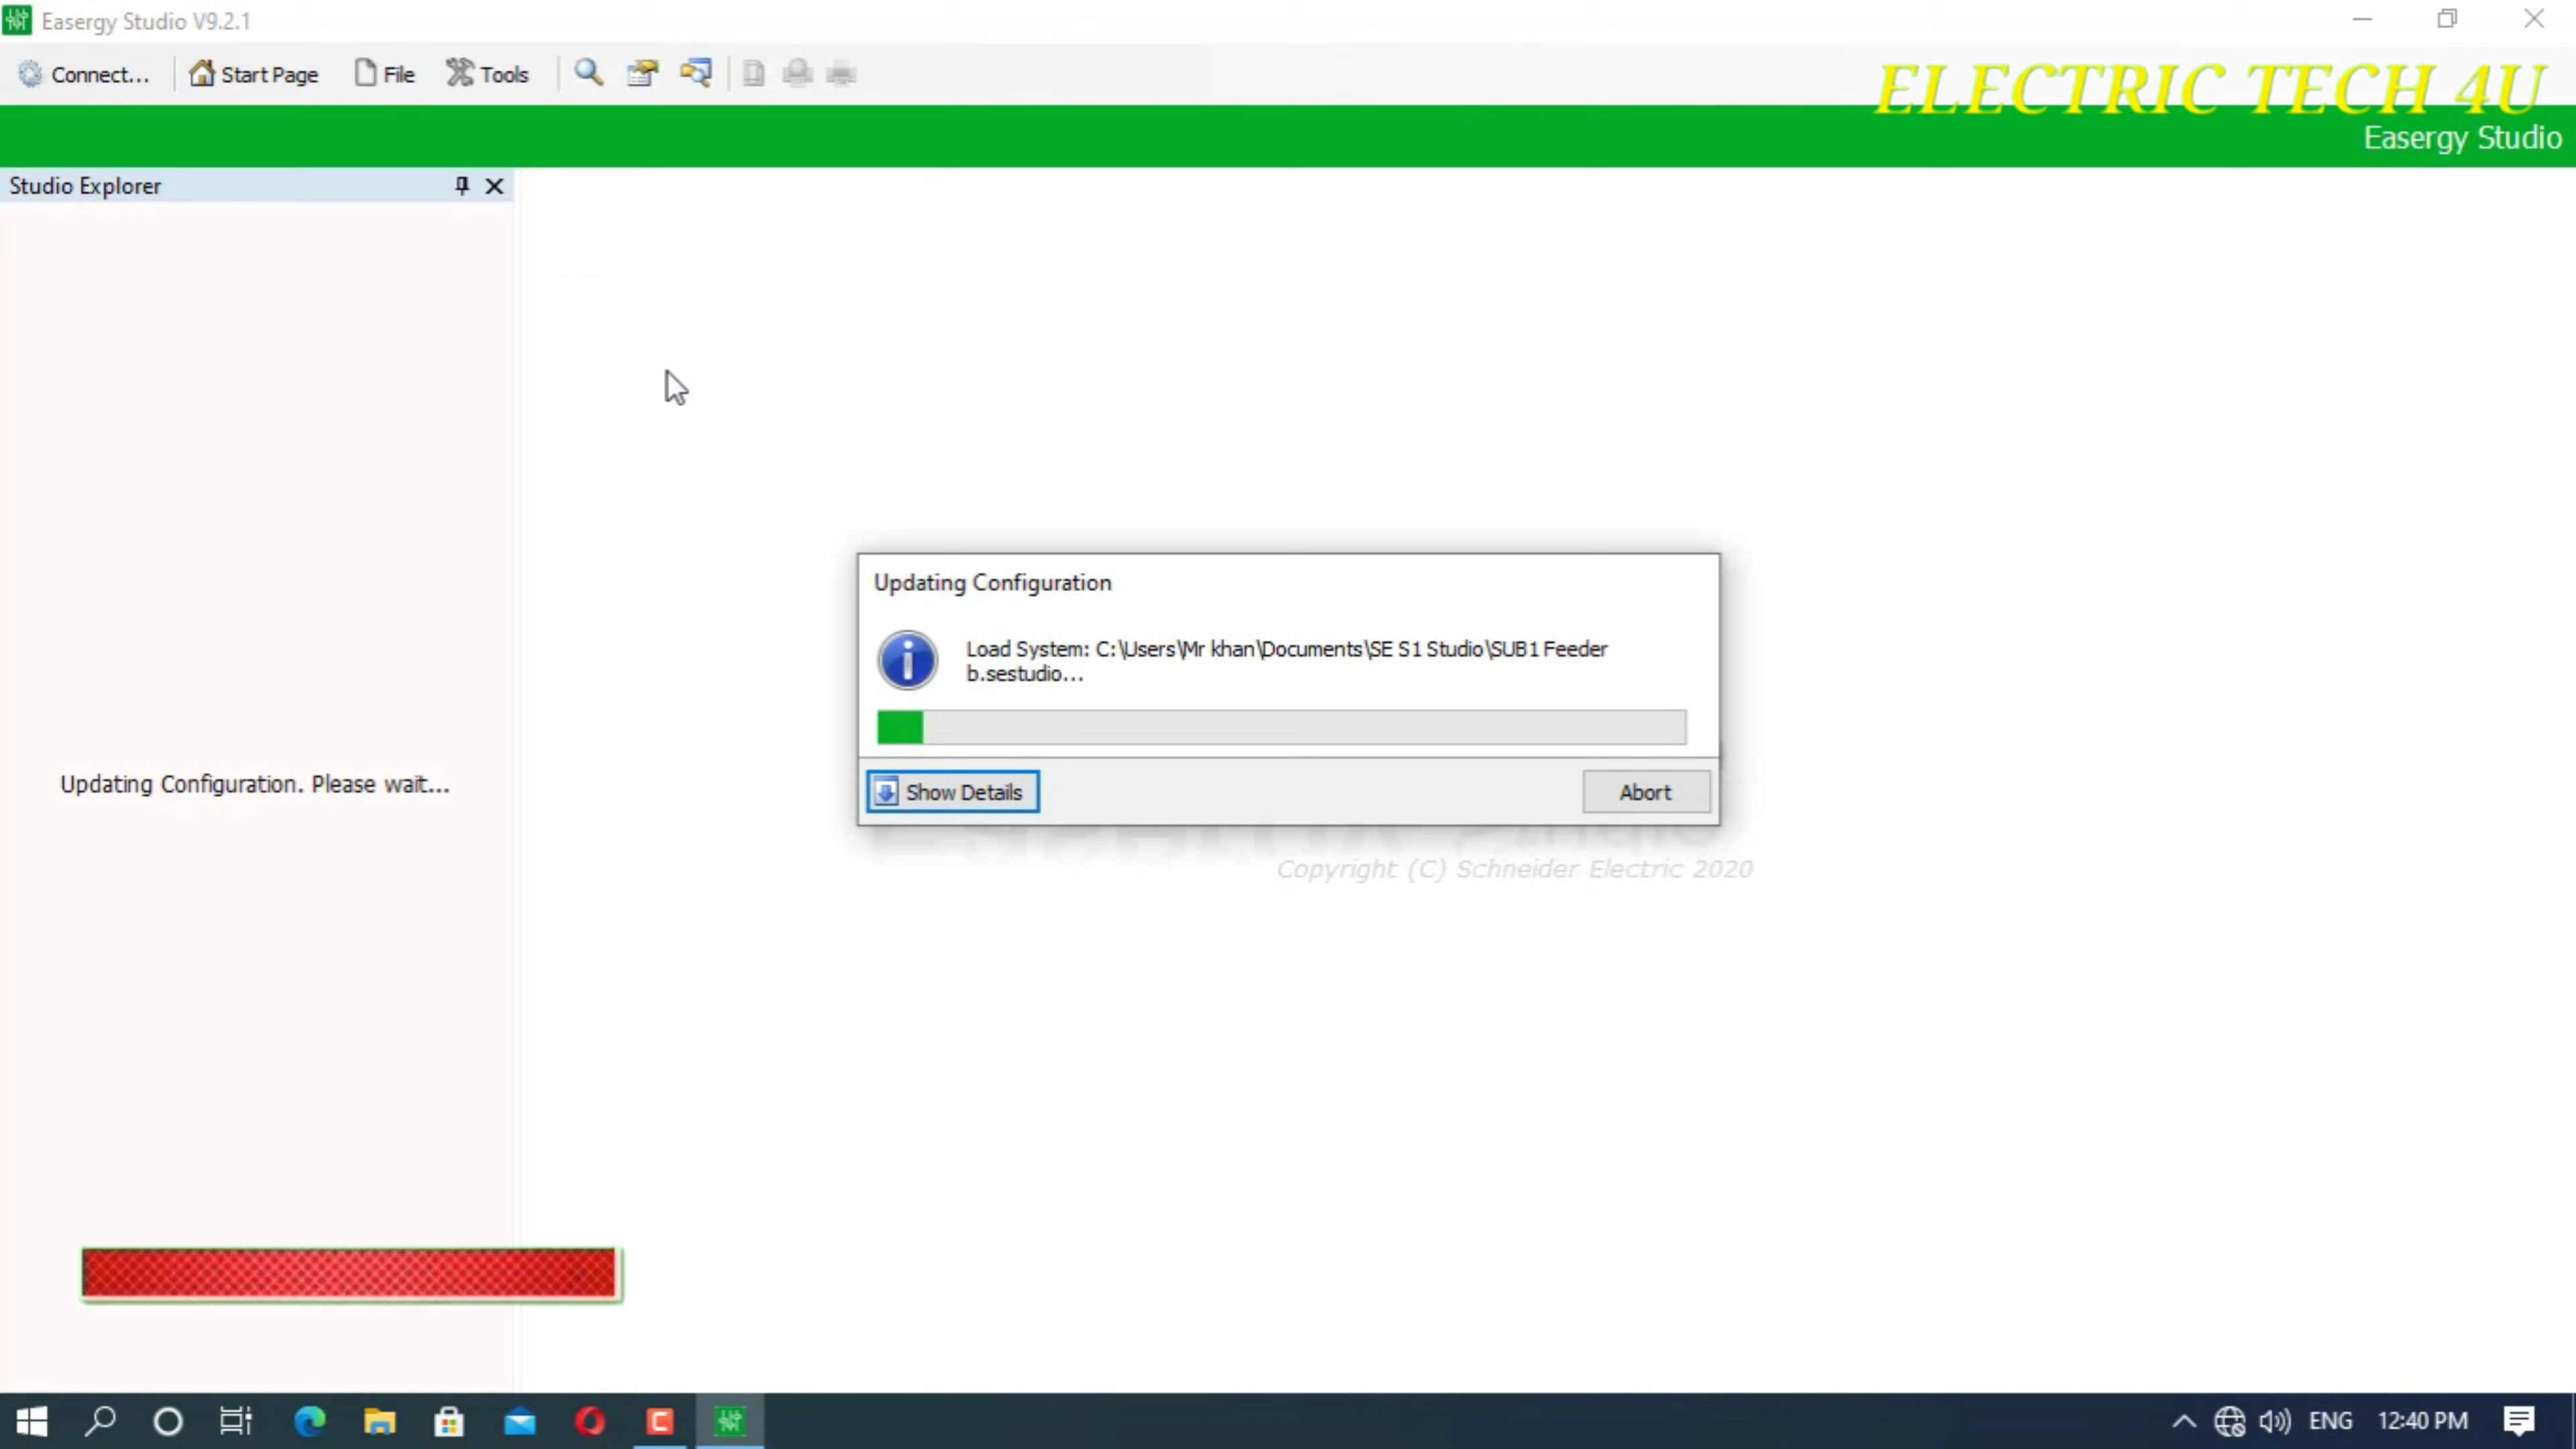 Easergy Studio V9.2.1
Connect...
Start Page
File
Tools
ELECTRIC TECH 4U
Easergy Studio
Studio Explorer
Updating Configuration
Load System: C:\Users\Mr khan\Documents\SE S1 Studio\SUB1 Feeder
b.sestudio...
Updating Configuration. Please wait...
Show Details
Abort
Copyright (C) Schneider Electric 2020
ENG
12:40 PM